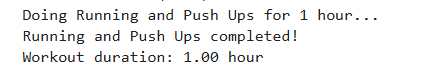 Doing Running and Push Ups for 1 hour...
Running and Push Ups completed!
Workout duration: 1.00 hour